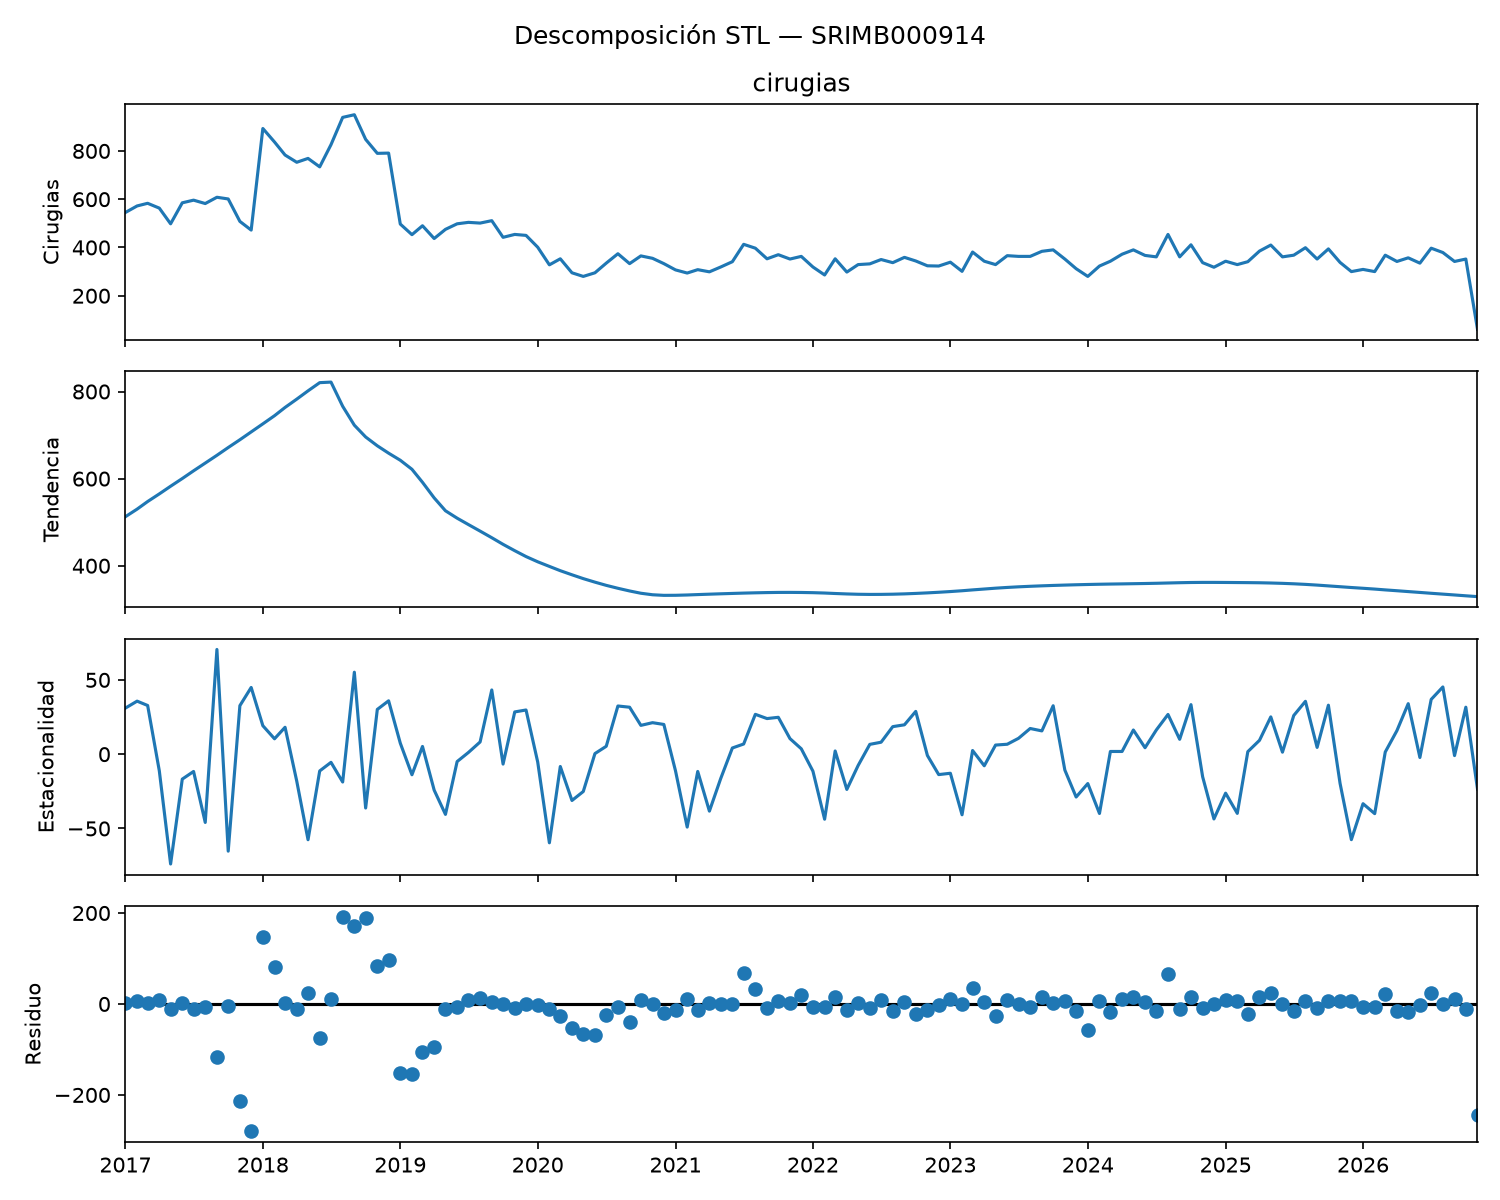 Descomposición STL — SRIMB000914
cirugias
Cirugias
800
600
400
200
Tendencia
800
600
400
Estacionalidad
50
0
−50
Residuo
200
0
−200
2017 2018 2019 2020 2021 2022 2023 2024 2025 2026